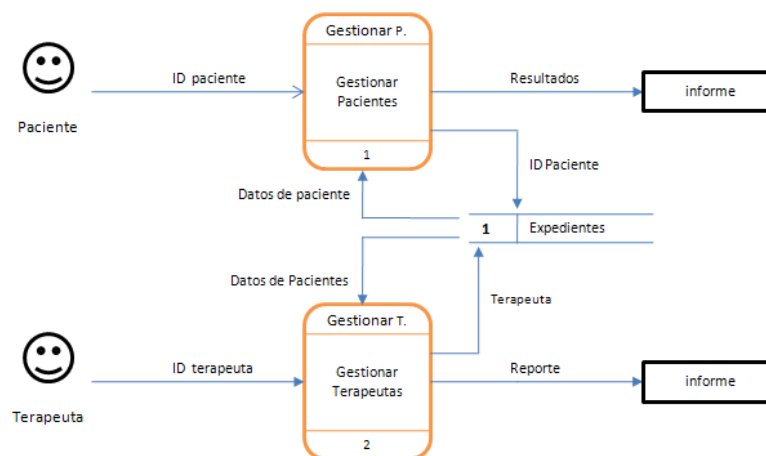 Gestionar P.
ID paciente
Gestionar
Pacientes
Resultados
informe
Paciente
1
ID Paciente
Datos de paciente
1
Expedientes
Datos de Pacientes
Terapeuta
Gestionar T.
ID terapeuta
Gestionar
Terapeutas
Reporte
informe
Terapeuta
2